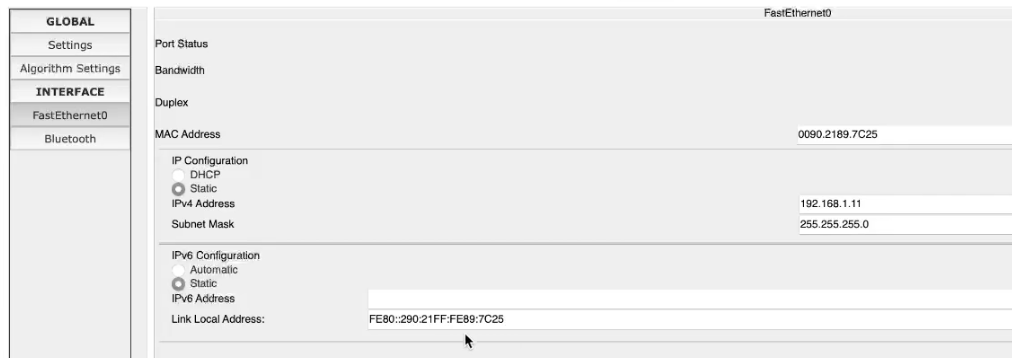 FastEthernet0
GLOBAL
Settings
Algorithm Settings
INTERFACE
FastEthernet0
Bluetooth
Port Status
Bandwidth
Duplex
MAC Address 0090.2189.7C25
IP Configuration
DHCP
Static
IPv4 Address 192.168.1.11
Subnet Mask 255.255.255.0
IPv6 Configuration
Automatic
Static
IPv6 Address
Link Local Address: FE80::290:21FF:FE89:7C25